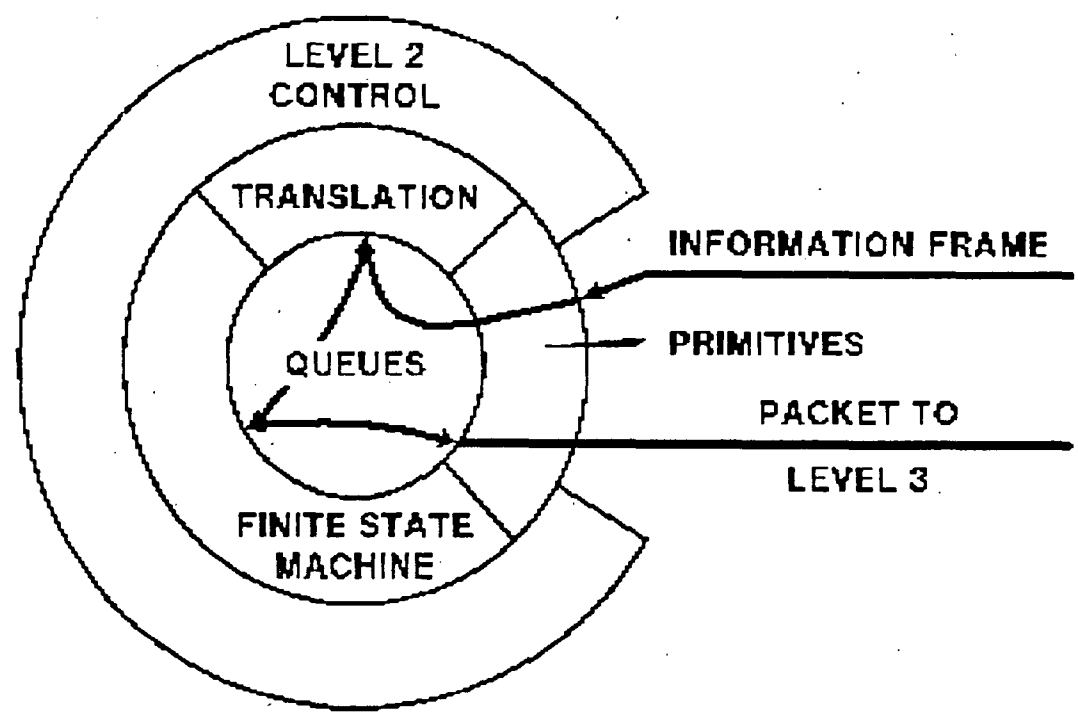 LEVEL 2
CONTROL
TRANSLATION
INFORMATION FRAME
PRIMITIVES
QUEUES
PACKET TO
LEVEL 3
FINITE STATE
MACHINE